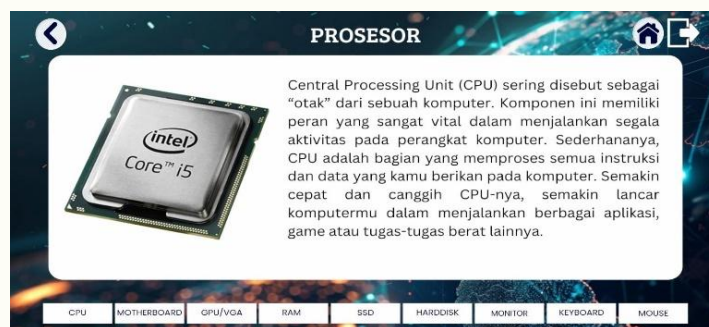 PROSESOR
intel
Core™ i5
Central Processing Unit (CPU) sering disebut sebagai
“otak” dari sebuah komputer. Komponen ini memiliki
peran yang sangat vital dalam menjalankan segala
aktivitas pada perangkat komputer. Sederhananya,
CPU adalah bagian yang memproses semua instruksi
dan data yang kamu berikan pada komputer. Semakin
cepat dan canggih CPU-nya, semakin lancar
komputermu dalam menjalankan berbagai aplikasi,
game atau tugas-tugas berat lainnya.
CPU MOTHERBOARD GPU/VGA RAM SSD HARDDISK MONITOR KEYBOARD MOUSE